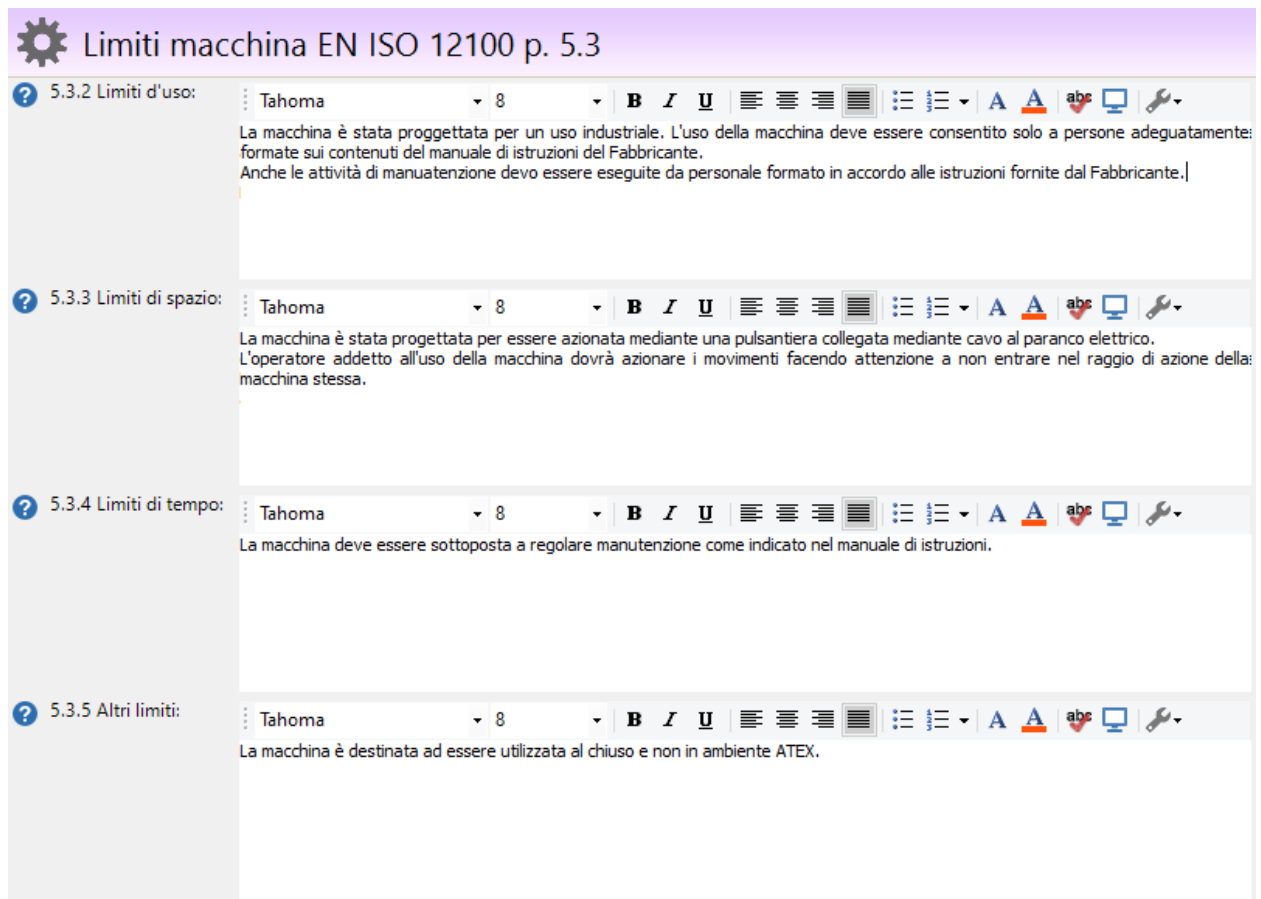 Limiti macchina EN ISO 12100 p. 5.3
5.3.2 Limiti d'uso:
Tahoma 8 B I U A A abc
La macchina è stata proggettata per un uso industriale. L'uso della macchina deve essere consentito solo a persone adeguatamente
formate sui contenuti del manuale di istruzioni del Fabbricante.
Anche le attività di manuatenzione devo essere eseguite da personale formato in accordo alle istruzioni fornite dal Fabbricante.
5.3.3 Limiti di spazio:
Tahoma 8 B I U A A abc
La macchina è stata progettata per essere azionata mediante una pulsantiera collegata mediante cavo al paranco elettrico.
L'operatore addetto all'uso della macchina dovrà azionare i movimenti facendo attenzione a non entrare nel raggio di azione della
macchina stessa.
5.3.4 Limiti di tempo:
Tahoma 8 B I U A A abc
La macchina deve essere sottoposta a regolare manutenzione come indicato nel manuale di istruzioni.
5.3.5 Altri limiti:
Tahoma 8 B I U A A abc
La macchina è destinata ad essere utilizzata al chiuso e non in ambiente ATEX.